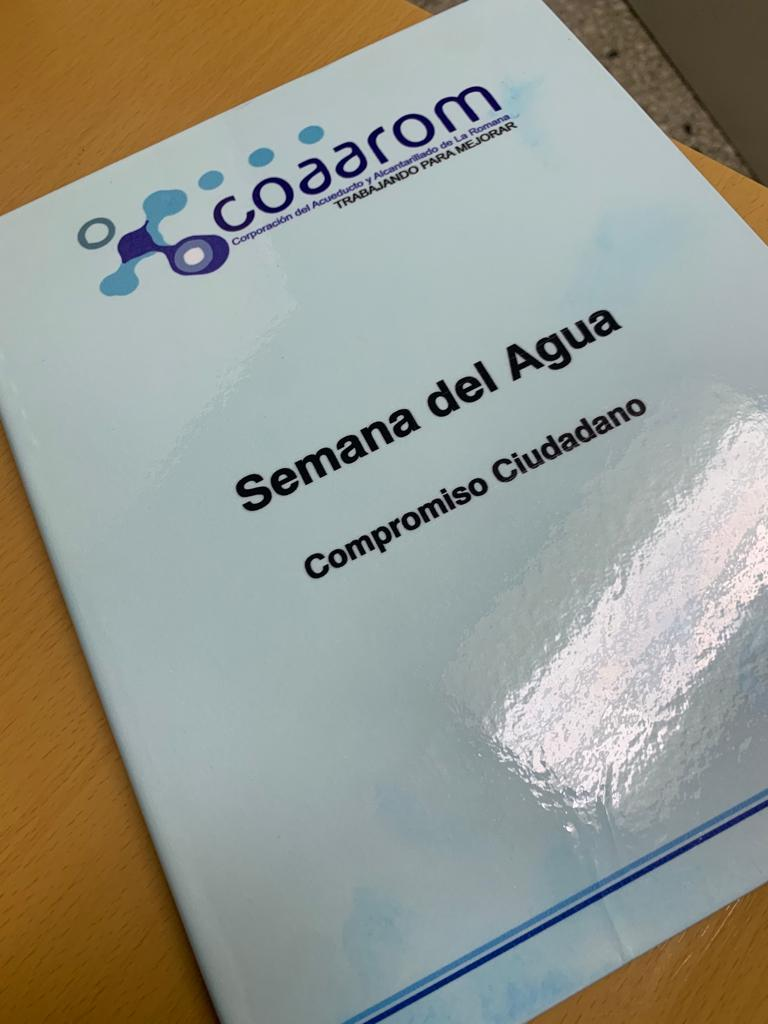 coaarom
Corporación del Acueducto y Alcantarillado de La Romana
TRABAJANDO PARA MEJORAR
Semana del Agua
Compromiso Ciudadano